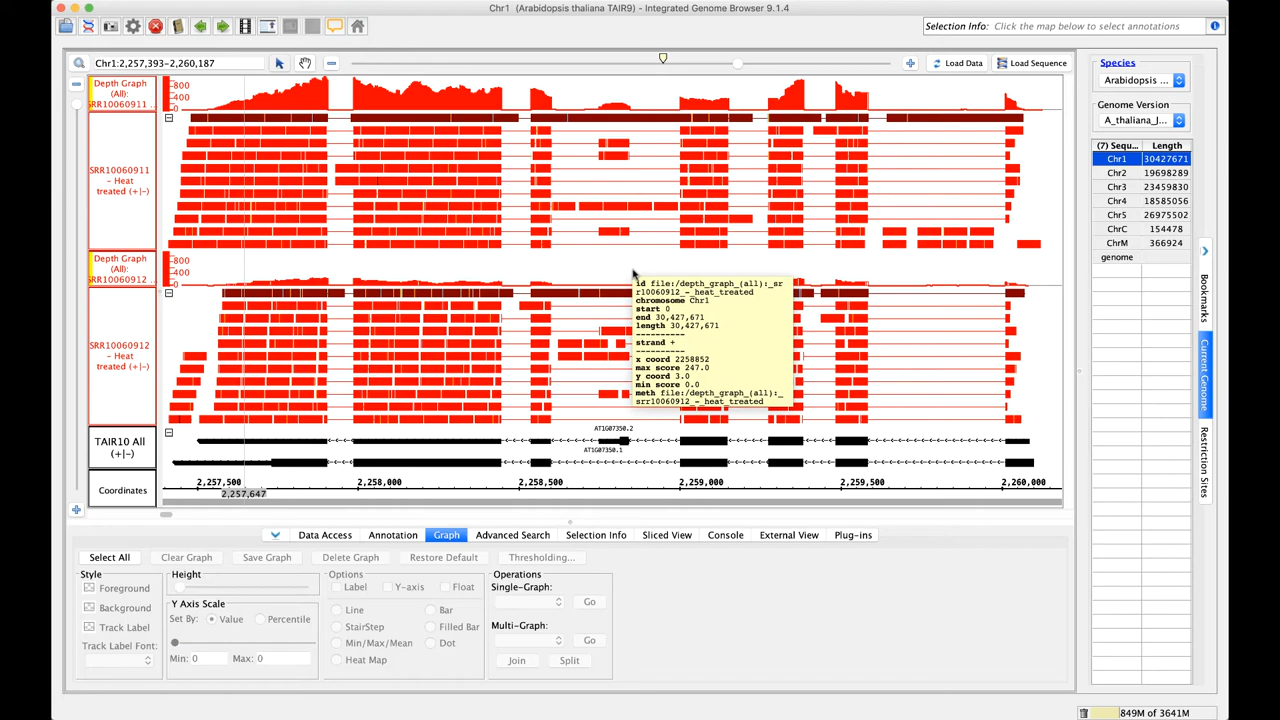 Chr1 (Arabidopsis thaliana TAIR9) - Integrated Genome Browser 9.1.4
Selection Info: Click the map below to select annotations
Chr1:2,257,393-2,260,187
Load Data
Load Sequence
Species
Arabidopsis ...
Genome Version
A_thaliana_J...
(7) Sequ... Length
Chr1 30427671
Chr2 19698289
Chr3 23459830
Chr4 18585056
Chr5 26975502
ChrC 154478
ChrM 366924
genome
Bookmarks
Current Genome
Restriction Sites
Depth Graph
(All):
SRR10060911 ...
800
400
SRR10060911
- Heat
treated (+|-)
Depth Graph
(All):
SRR10060912 ...
800
400
SRR10060912
- Heat
treated (+|-)
id file:/depth_graph_(all):_sr
r10060912_-_heat_treated
chromosome Chr1
start 0
end 30,427,671
length 30,427,671
----------
strand +
----------
x coord 2258852
max score 247.0
y coord 3.0
min score 0.0
meth file:/depth_graph_(all):_
srr10060912_-_heat_treated
TAIR10 All
(+|-)
AT1G07350.2
AT1G07350.1
Coordinates
2,257,500 2,258,000 2,258,500 2,259,000 2,259,500 2,260,000
2,257,647
Data Access Annotation Graph Advanced Search Selection Info Sliced View Console External View Plug-ins
Select All Clear Graph Save Graph Delete Graph Restore Default Thresholding...
Style
Foreground
Background
Track Label
Track Label Font:
Height
Y Axis Scale
Set By: Value Percentile
Min: 0 Max: 0
Options
Label Y-axis Float
Line Bar
StairStep Filled Bar
Min/Max/Mean Dot
Heat Map
Operations
Single-Graph:
Go
Multi-Graph:
Go
Join Split
849M of 3641M